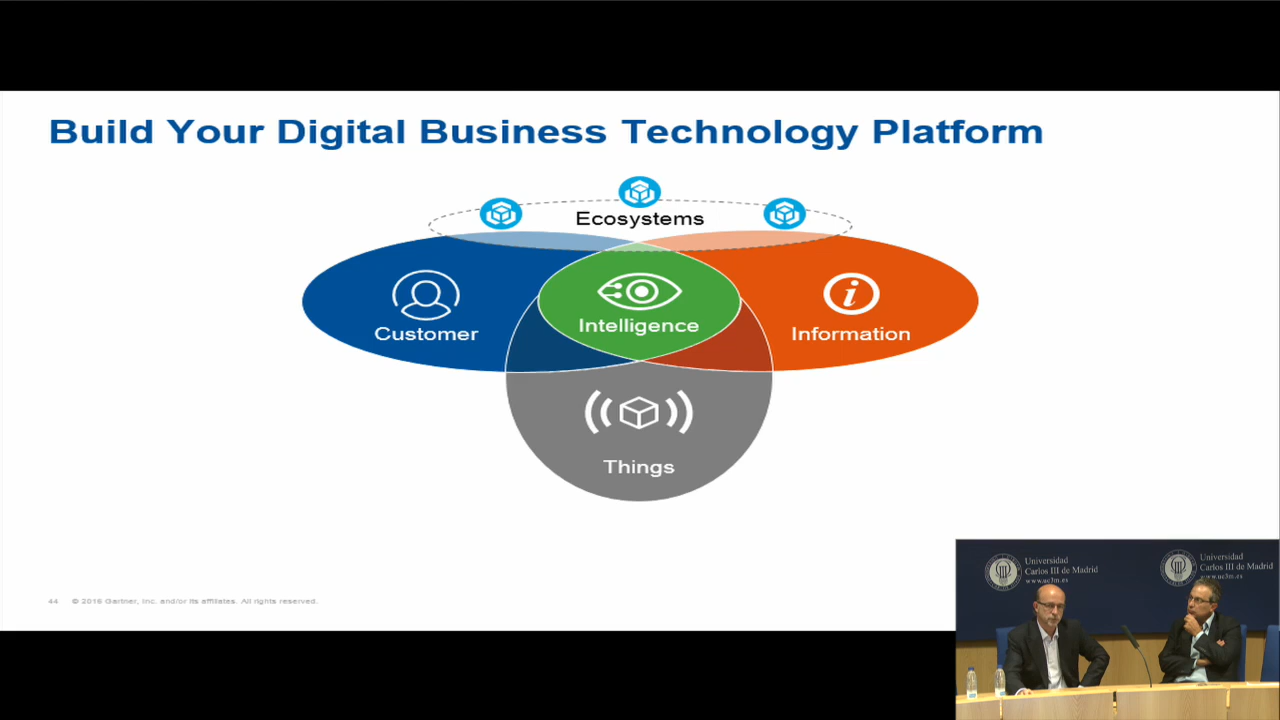 Build Your Digital Business Technology Platform
Ecosystems
Customer
Intelligence
Information
Things
44 © 2016 Gartner, Inc. and/or its affiliates. All rights reserved.
Universidad
Carlos III de Madrid
www.uc3m.es
Universidad
Carlos III de Madrid
www.uc3m.es